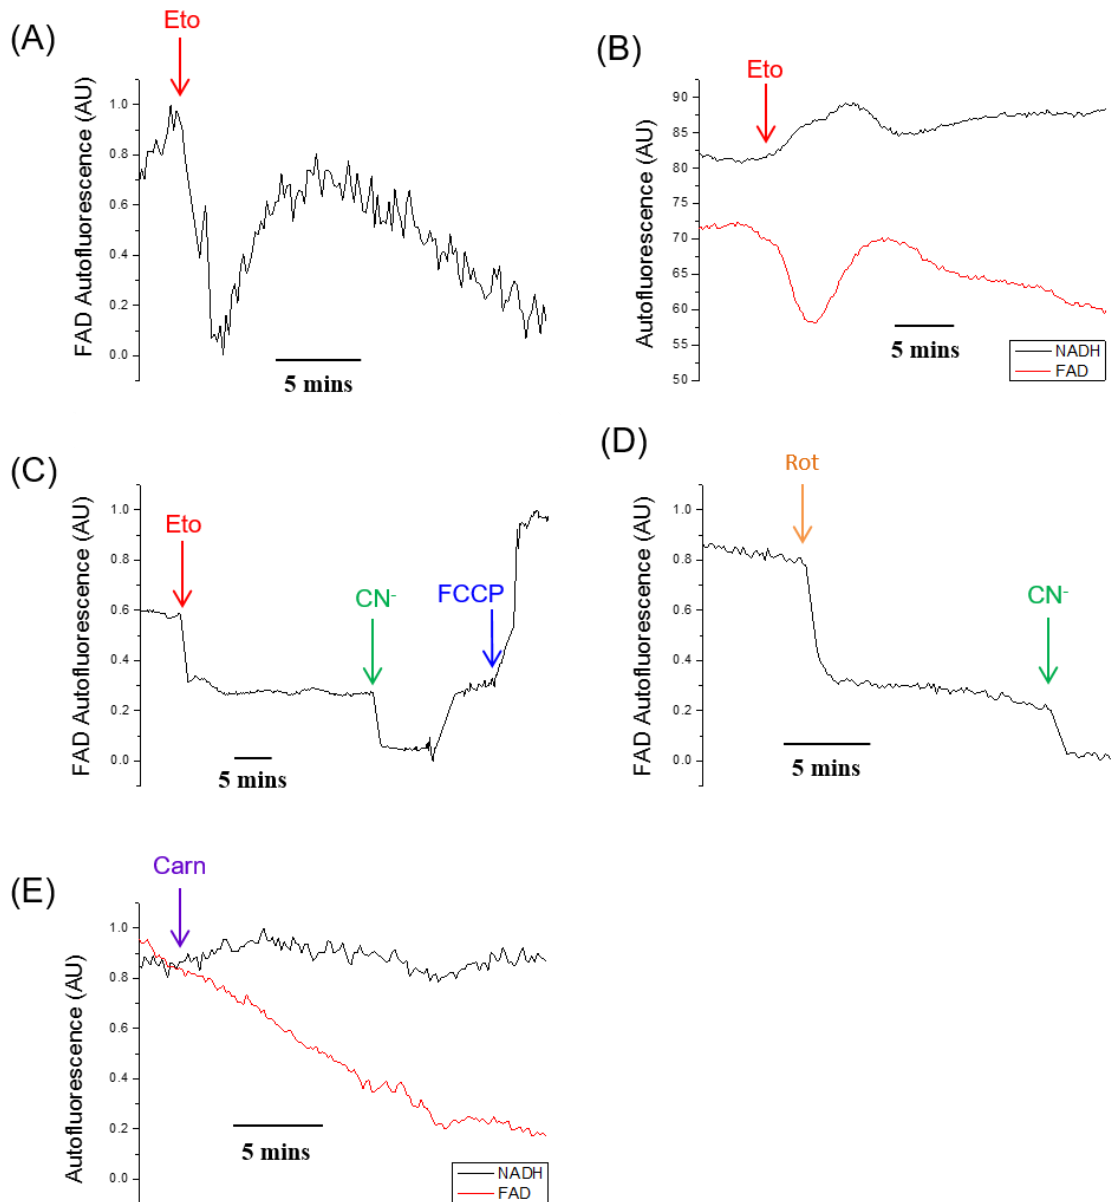 (A)
Eto
FAD Autofluorescence (AU)
1.0
0.8
0.6
0.4
0.2
0.0
5 mins
(B)
Eto
Autofluorescence (AU)
90
85
80
75
70
65
60
55
50
5 mins
NADH
FAD
(C)
Eto
CN-
FCCP
FAD Autofluorescence (AU)
1.0
0.8
0.6
0.4
0.2
0.0
5 mins
(D)
Rot
CN-
FAD Autofluorescence (AU)
1.0
0.8
0.6
0.4
0.2
0.0
5 mins
(E)
Carn
Autofluorescence (AU)
1.0
0.8
0.6
0.4
0.2
0.0
5 mins
NADH
FAD